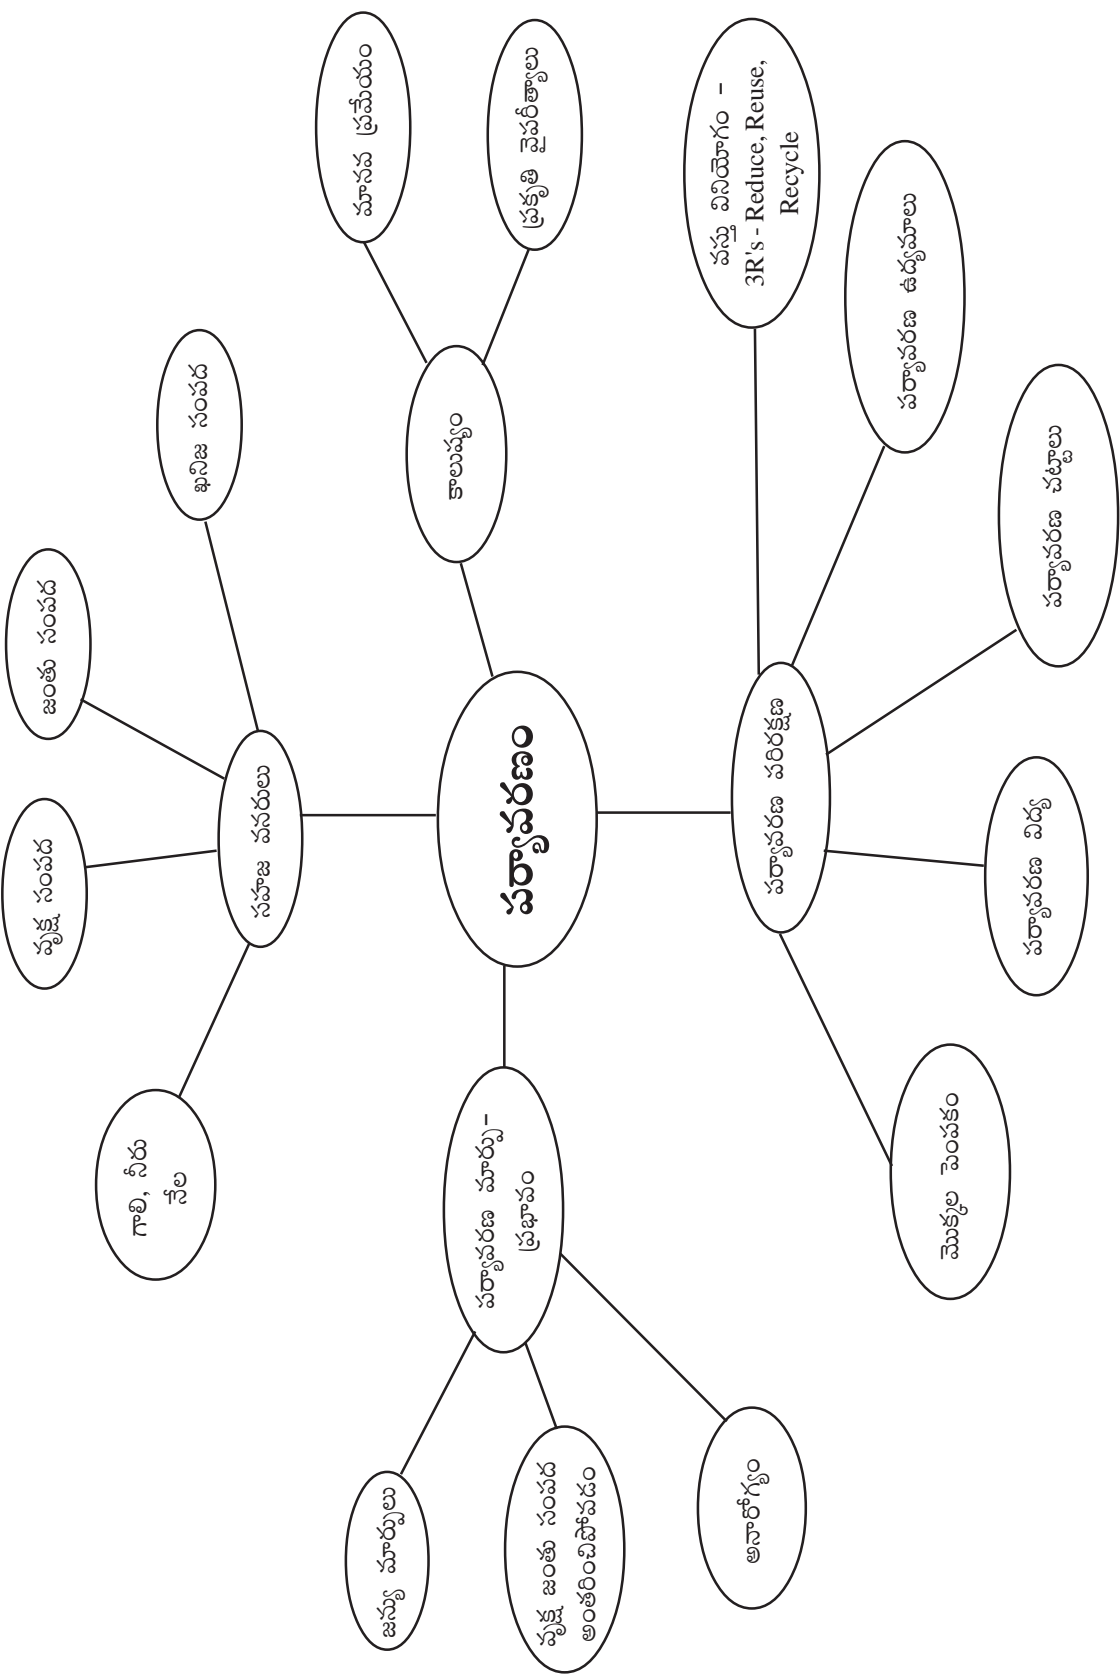 గాలి, నీరు
నేల
వృక్ష సంపద
జంతు సంపద
ఖనిజ సంపద
సహజ వనరులు
మానవ ప్రమేయం
ప్రకృతి వైపరీత్యాలు
కాలుష్యం
పర్యావరణం
పర్యావరణ మార్పు-
ప్రభావం
జన్యు మార్పులు
వృక్ష జంతు సంపద
అంతరించిపోవడం
అనారోగ్యం
పర్యావరణ పరిరక్షణ
వస్తు వినియోగం -
3R's - Reduce, Reuse,
Recycle
పర్యావరణ ఉద్యమాలు
పర్యావరణ చట్టాలు
పర్యావరణ విద్య
మొక్కల పెంపకం